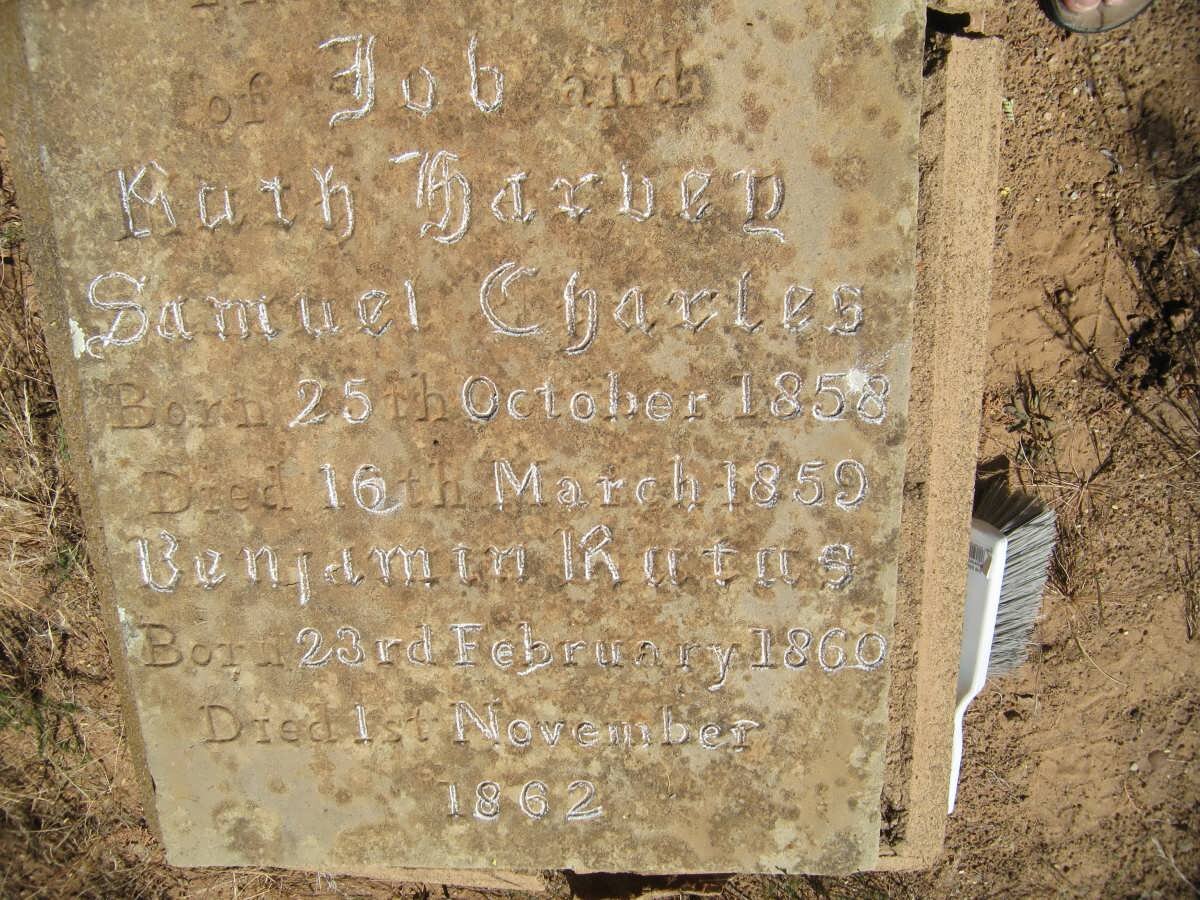 of Job and
Ruth Harvey
Samuel Charles
Born 25th October 1858
Died 16th March 1859
Benjamin Rufus
Born 23rd February 1860
Died 1st November
1862